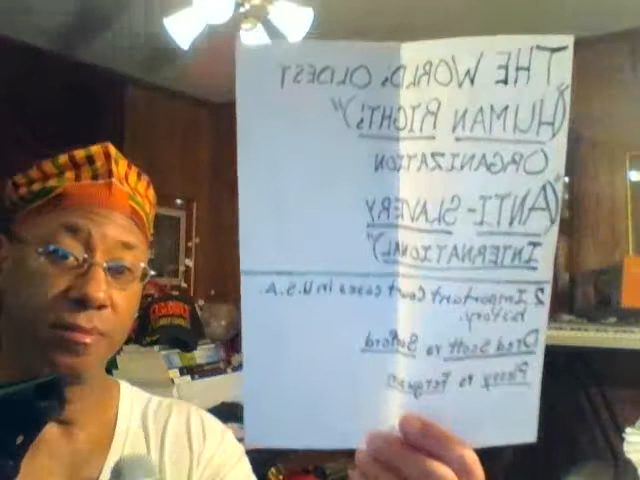 THE WORLD'S OLDEST
"(HUMAN RIGHTS)"
ORGANIZATION
"(ANTI-SLAVERY
INTERNATIONAL)"
2 Important Court cases in U.S.A.
history.
Dred Scott vs Saford
Plessy vs Ferguson